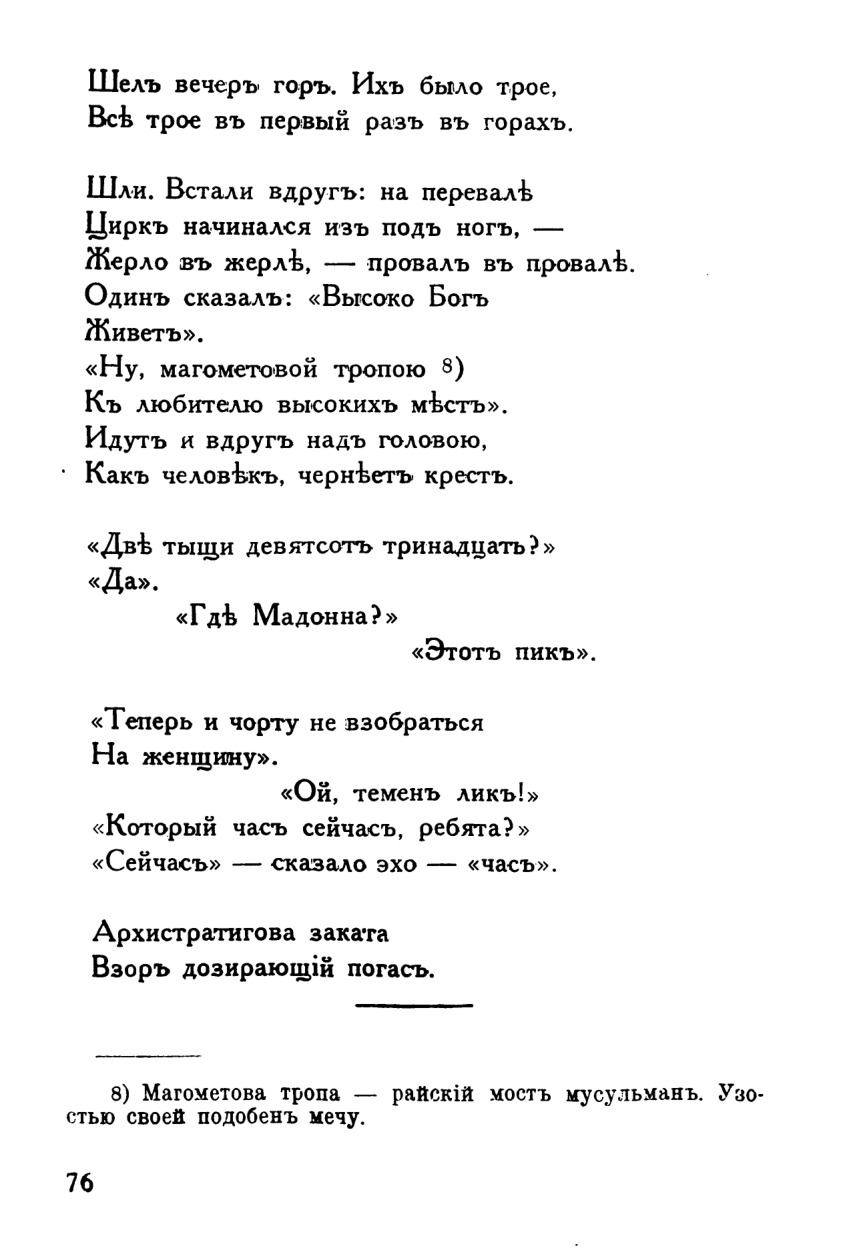 Шелъ вечеръ горъ. Ихъ было трое,
Всѣ трое въ первый разъ въ горахъ.
Шли. Встали вдругъ: на перевалѣ
Циркъ начинался изъ подъ ногъ, —
Жерло въ жерлѣ, — провалъ въ провалѣ.
Одинъ сказалъ: «Высоко Богъ
Живетъ».
«Ну, магометовой тропою 8)
Къ любителю высокихъ мѣстъ».
Идутъ и вдругъ надъ головою,
Какъ человѣкъ, чернѣетъ крестъ.
«Двѣ тыщи девятсотъ тринадцать?»
«Да».
«Гдѣ Мадонна?»
«Этотъ пикъ».
«Теперь и чорту не взобраться
На женщину».
«Ой, теменъ ликъ!»
«Который часъ сейчасъ, ребята?»
«Сейчасъ» — сказало эхо — «часъ».
Архистратигова заката
Взоръ дозирающій погасъ.
8) Магометова тропа — райскій мостъ мусульманъ. Узо-
стью своей подобенъ мечу.
76